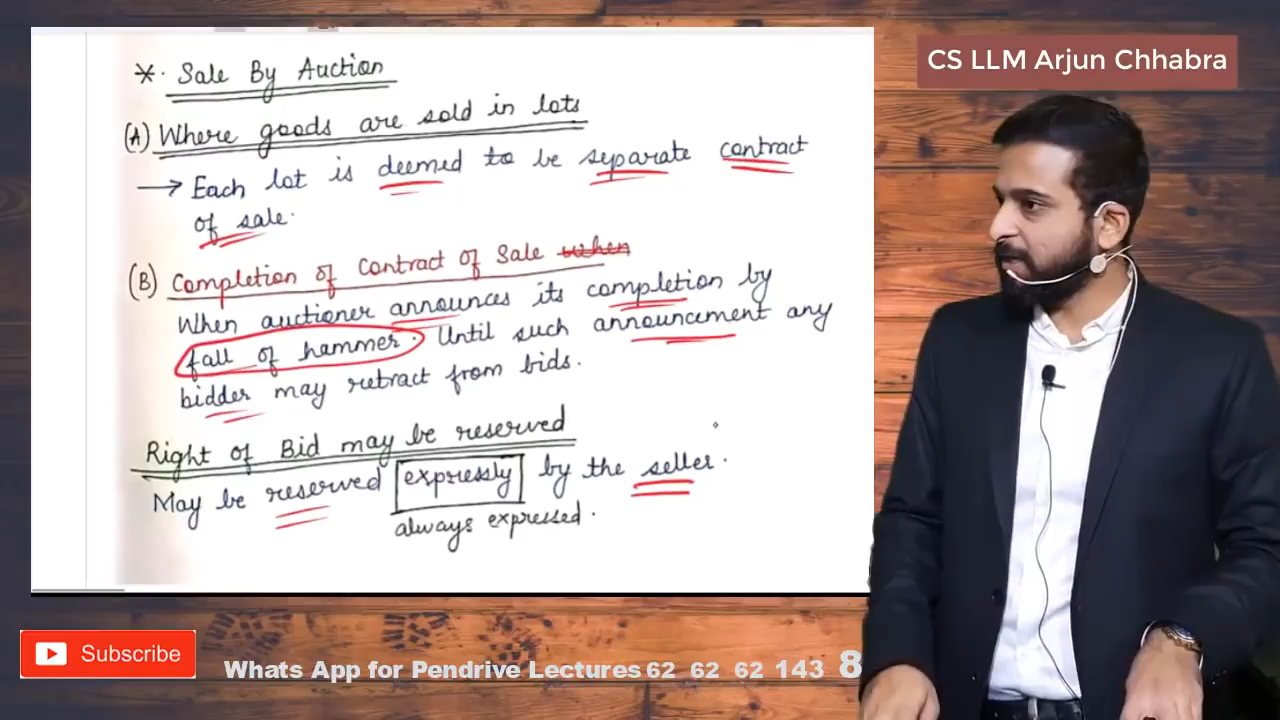 CS LLM Arjun Chhabra
*. Sale By Auction
(A) Where goods are sold in lots
→ Each lot is deemed to be separate contract
of sale.
(B) Completion of Contract of Sale when
When auctioner announces its completion by
fall of hammer. Until such announcement any
bidder may retract from bids.
Right of Bid may be reserved
May be reserved expressly by the seller.
always expressed.
Subscribe
Whats App for Pendrive Lectures 62 62 62 143 8